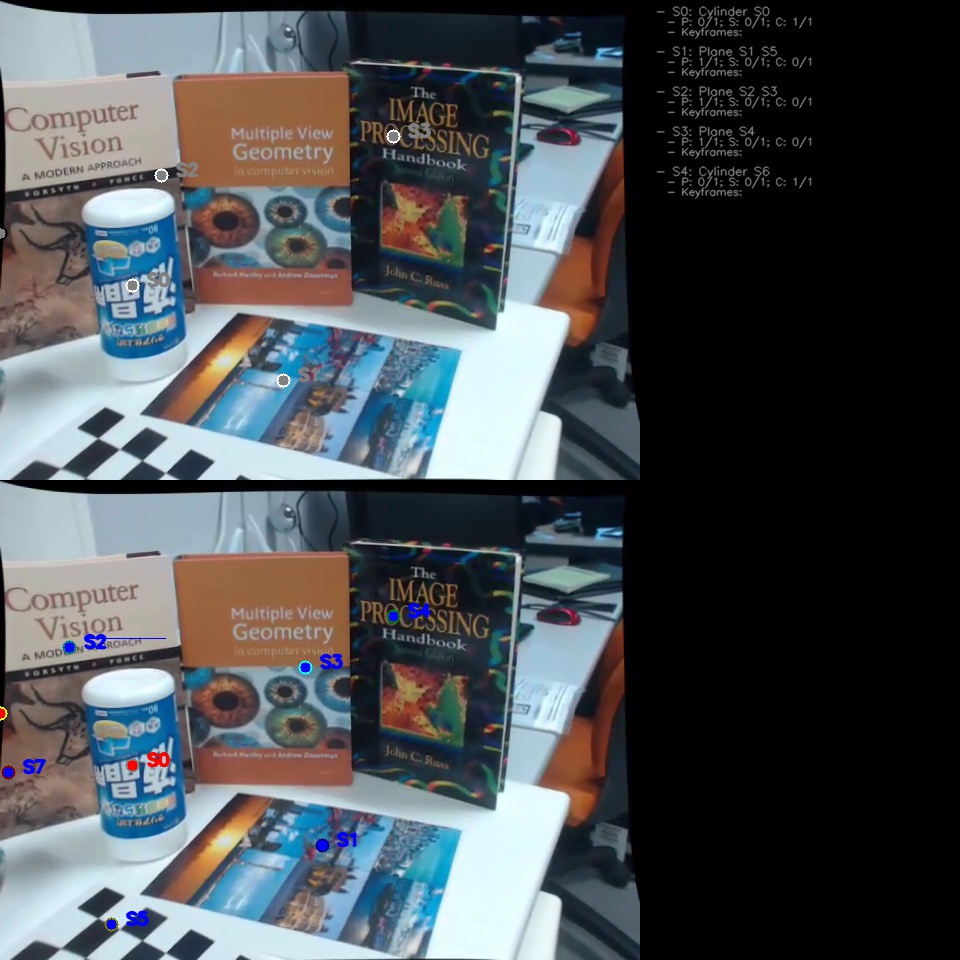 S0: Cylinder S0
P: 0/1; S: 0/1; C: 1/1
Keyframes:
S1: Plane S1 S5
P: 1/1; S: 0/1; C: 0/1
Keyframes:
S2: Plane S2 S3
P: 1/1; S: 0/1; C: 0/1
Keyframes:
S3: Plane S4
P: 1/1; S: 0/1; C: 0/1
Keyframes:
S4: Cylinder S6
P: 0/1; S: 0/1; C: 1/1
Keyframes:
Computer
Vision
A MODERN APPROACH
FORSYTH PONCE
Multiple View
Geometry
in computer vision
Richard Hartley and Andrew Zisserman
The
IMAGE
PROCESSING
Handbook
Second Edition
John C. Russ
S2
S3
S0
S1
Computer
Vision
A MODERN APPROACH
FORSYTH PONCE
Multiple View
Geometry
in computer vision
Richard Hartley and Andrew Zisserman
The
IMAGE
PROCESSING
Handbook
Second Edition
John C. Russ
S4
S2
S3
S7
S0
S1
S5